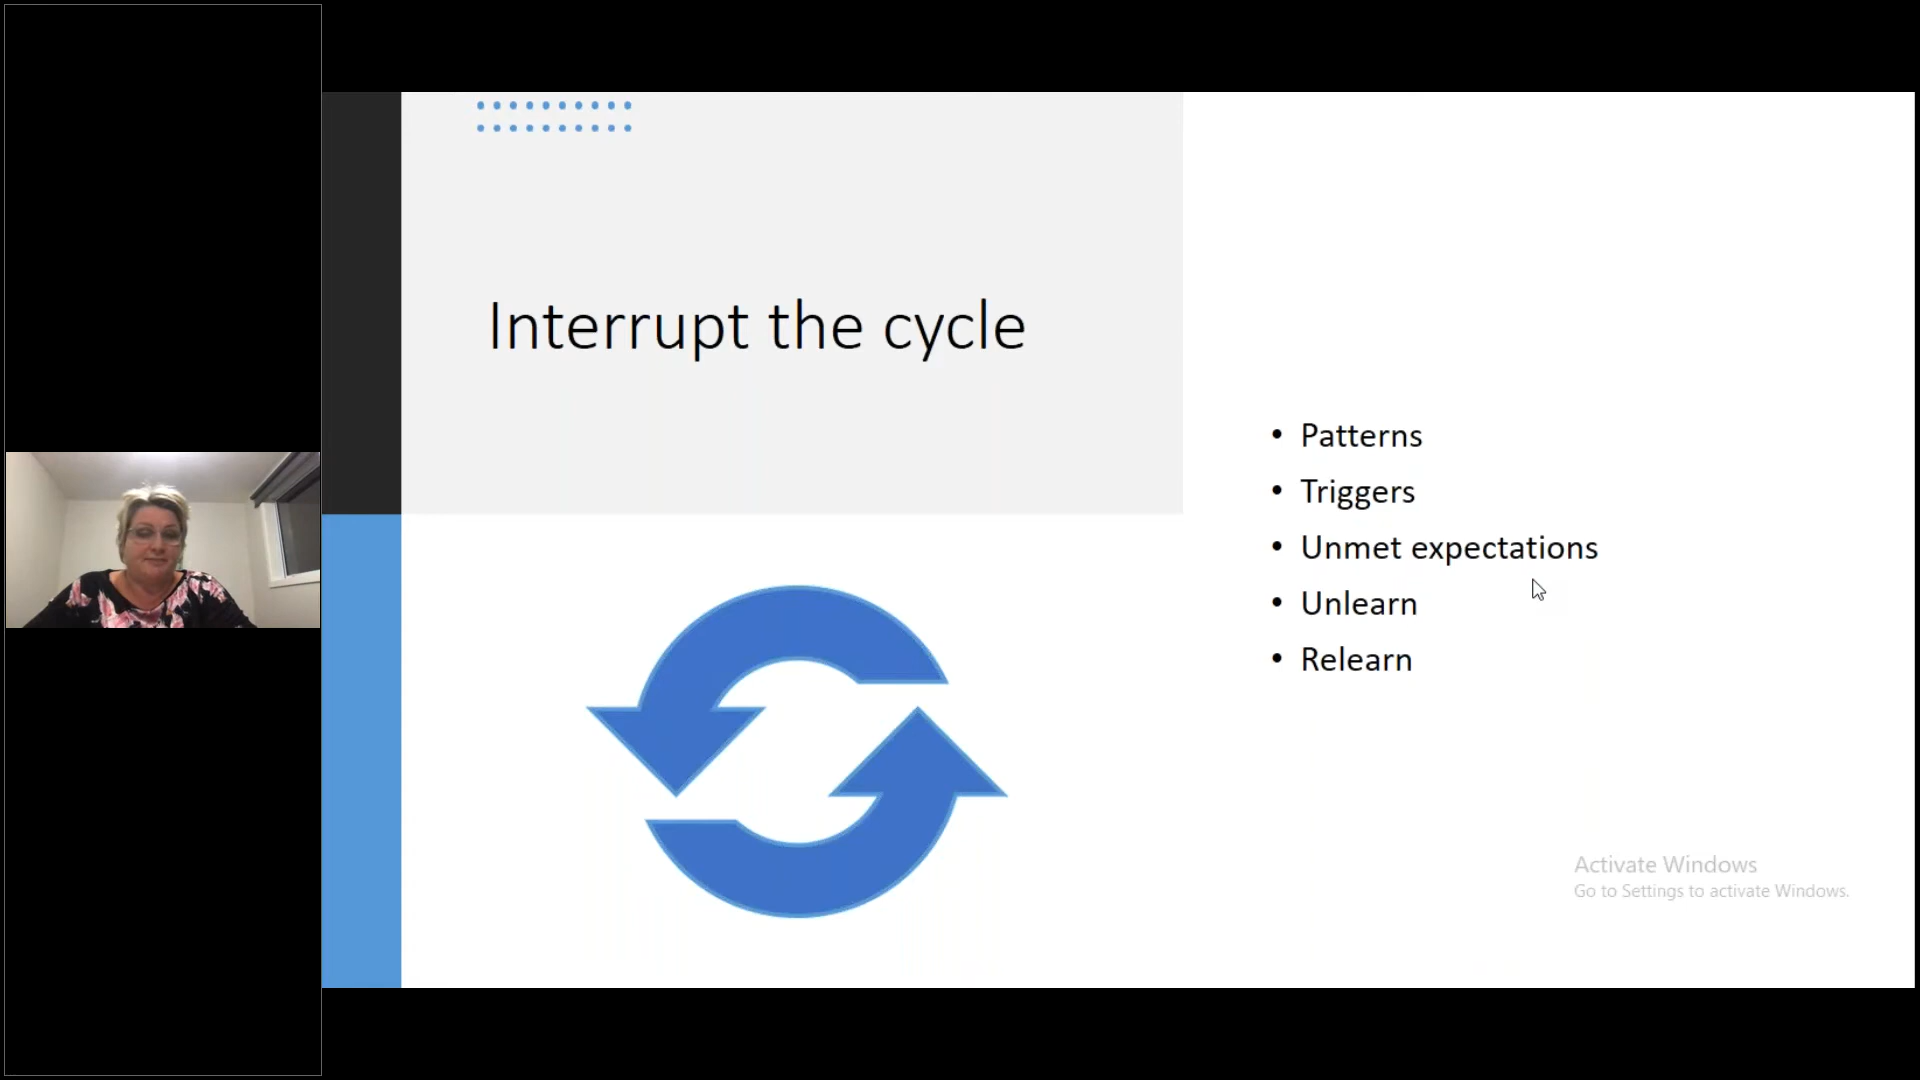 Interrupt the cycle
• Patterns
• Triggers
• Unmet expectations
• Unlearn
• Relearn
Activate Windows
Go to Settings to activate Windows.